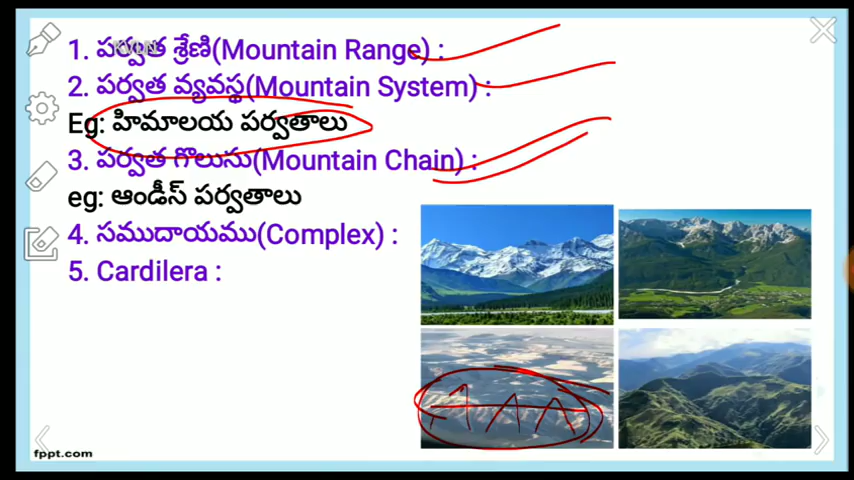 1. పర్వత శ్రేణి(Mountain Range) :
2. పర్వత వ్యవస్థ(Mountain System) :
Eg: హిమాలయ పర్వతాలు
3. పర్వత గొలుసు(Mountain Chain) :
eg: ఆండీస్ పర్వతాలు
4. సముదాయము(Complex) :
5. Cardilera :
fppt.com